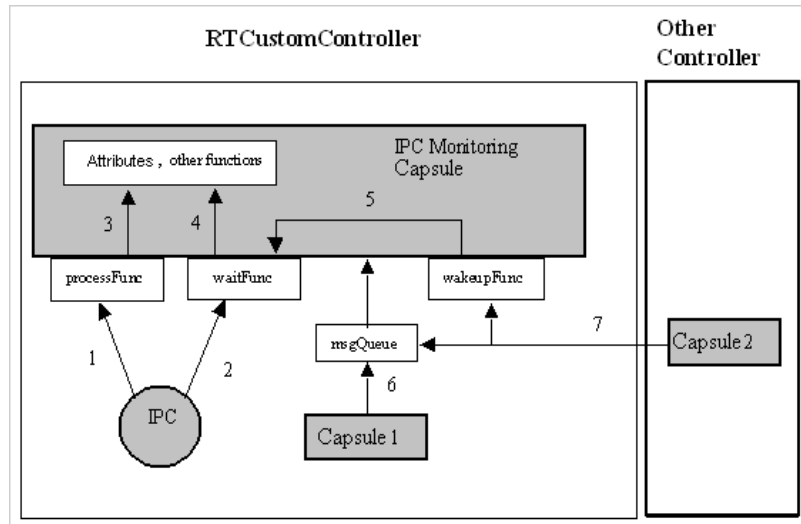 RTCustomController
Other
Controller
IPC Monitoring
Capsule
Attributes , other functions
3
4
5
processFunc
waitFunc
wakeupFunc
1
2
msgQueue
7
Capsule 2
IPC
6
Capsule 1